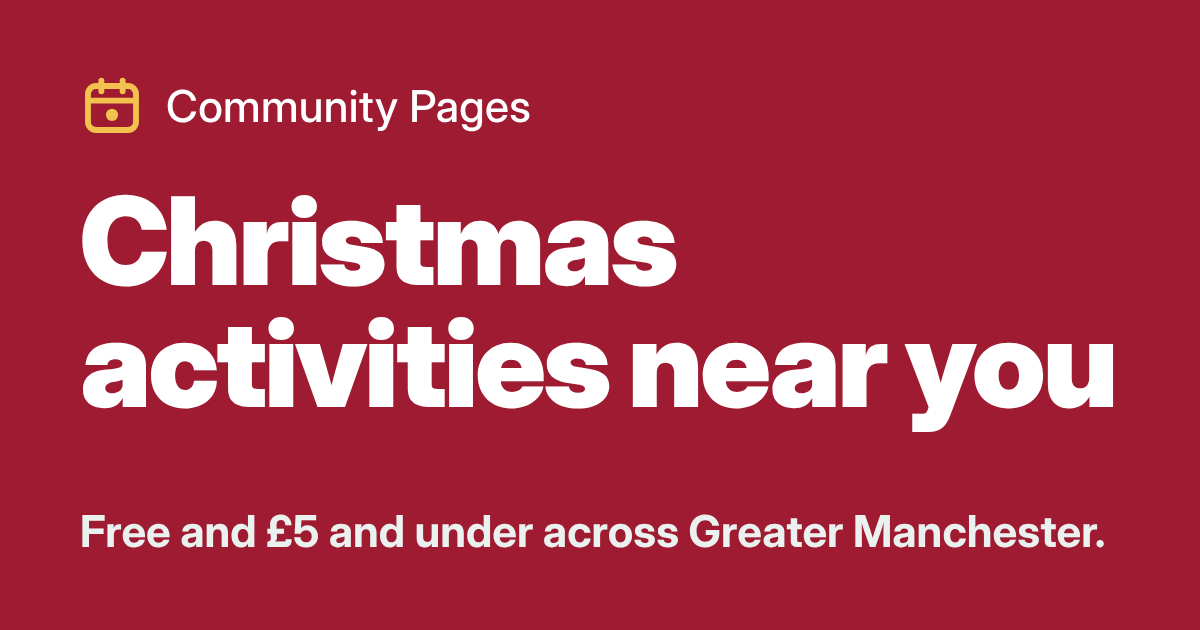 Community Pages
Christmas
activities near you
Free and £5 and under across Greater Manchester.